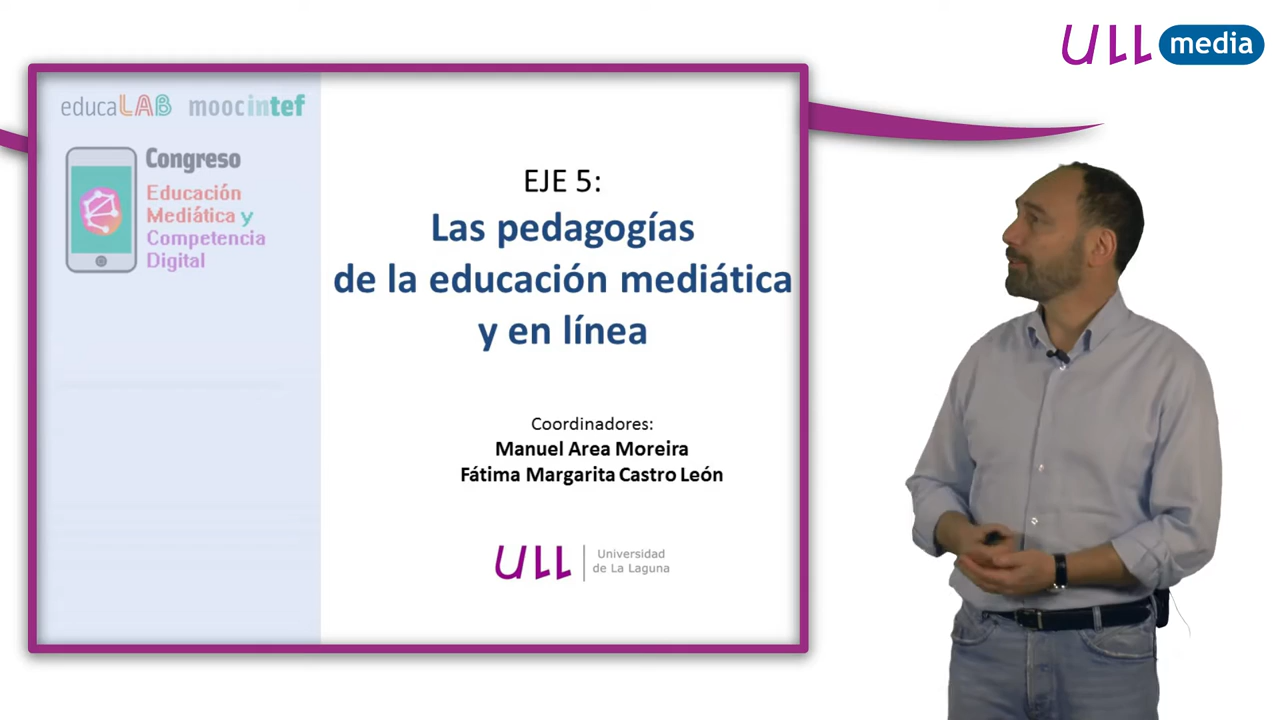 ULL media
educaLAB moocintef
Congreso
Educación
Mediática y
Competencia
Digital
EJE 5:
Las pedagogías
de la educación mediática
y en línea
Coordinadores:
Manuel Area Moreira
Fátima Margarita Castro León
ULL
Universidad
de La Laguna